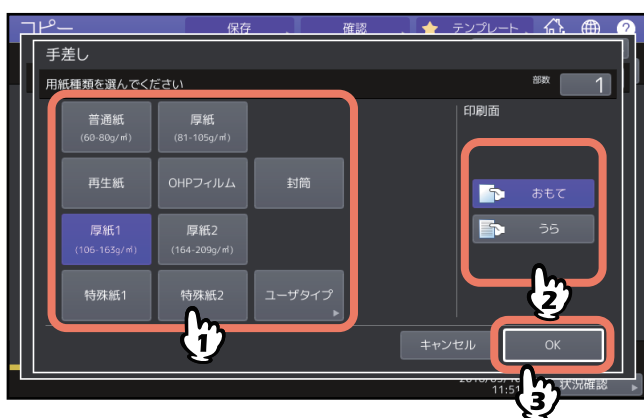 コピー 保存 確認 テンプレート ?
手差し
用紙種類を選んでください 部数 1
印刷面
普通紙 厚紙
(60-80g/㎡) (81-105g/㎡)
再生紙 OHPフィルム 封筒 おもて
厚紙1 厚紙2 うら
(106-163g/㎡) (164-209g/㎡)
特殊紙1 特殊紙2 ユーザタイプ
1 2
キャンセル OK
状況確認
11:51
3